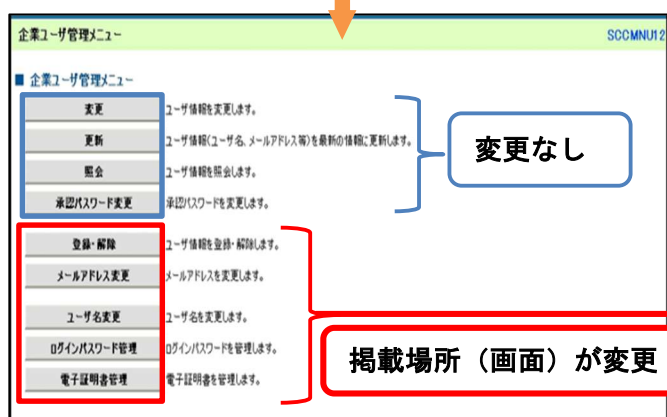 企業ユーザ管理メニュー SCCMNU12
■ 企業ユーザ管理メニュー
変更 ユーザ情報を変更します。
更新 ユーザ情報(ユーザ名、メールアドレス等)を最新の情報に更新します。
照会 ユーザ情報を照会します。
承認パスワード変更 承認パスワードを変更します。
変更なし
登録・解除 ユーザ情報を登録・解除します。
メールアドレス変更 メールアドレスを変更します。
ユーザ名変更 ユーザ名を変更します。
ログインパスワード管理 ログインパスワードを管理します。
電子証明書管理 電子証明書を管理します。
掲載場所（画面）が変更